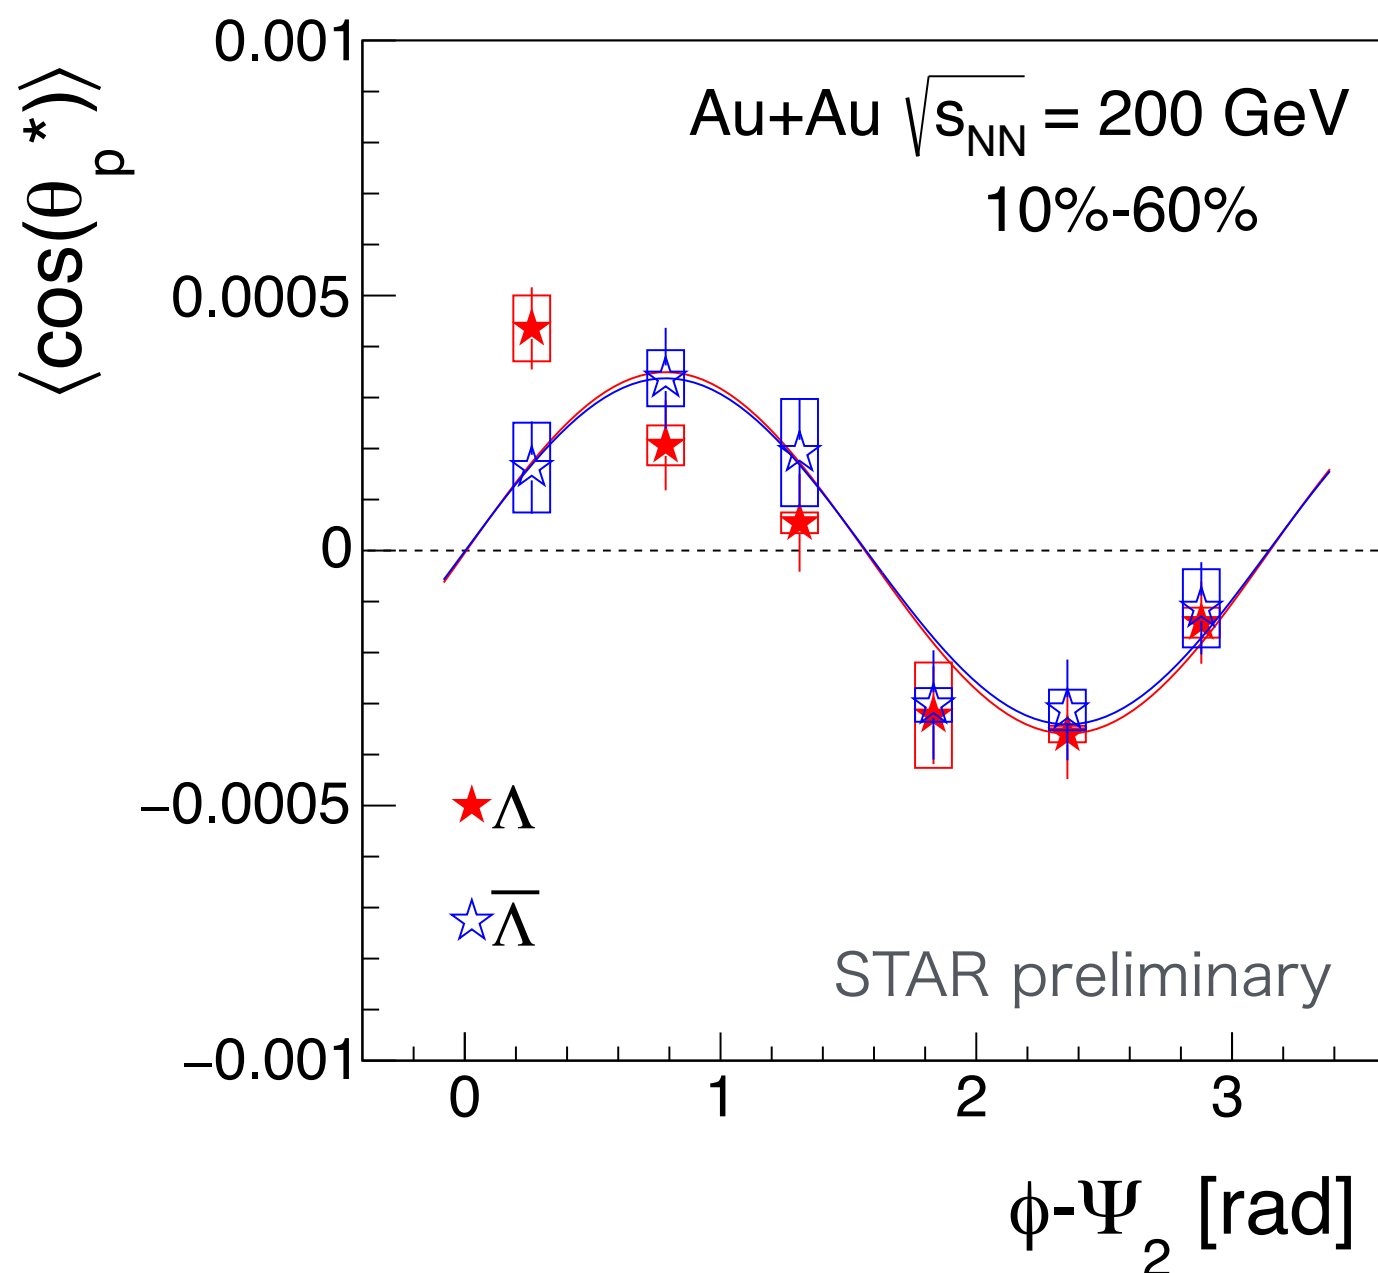 ⟨cos(θp*)⟩
0.001
0.0005
0
−0.0005
−0.001
Au+Au √sNN = 200 GeV
10%-60%
Λ
Λ̅
STAR preliminary
0 1 2 3
ϕ-Ψ2 [rad]